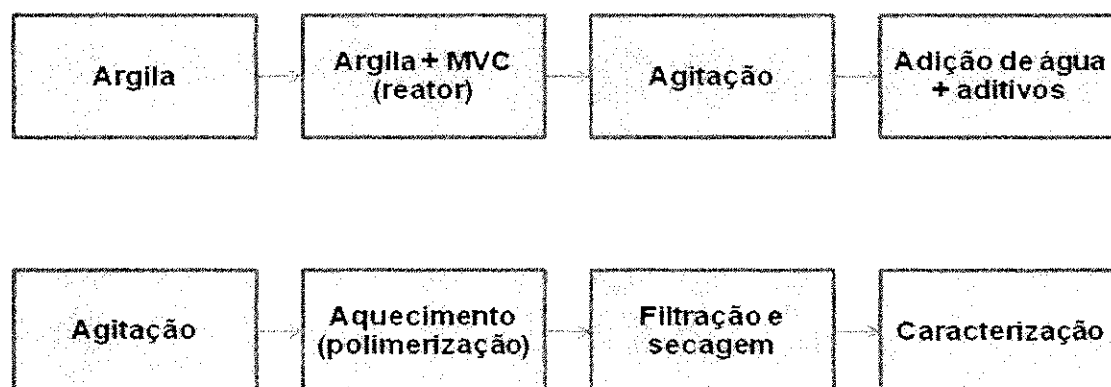 Argila
Argila + MVC
(reator)
Agitação
Adição de água
+ aditivos
Agitação
Aquecimento
(polimerização)
Filtração e
secagem
Caracterização